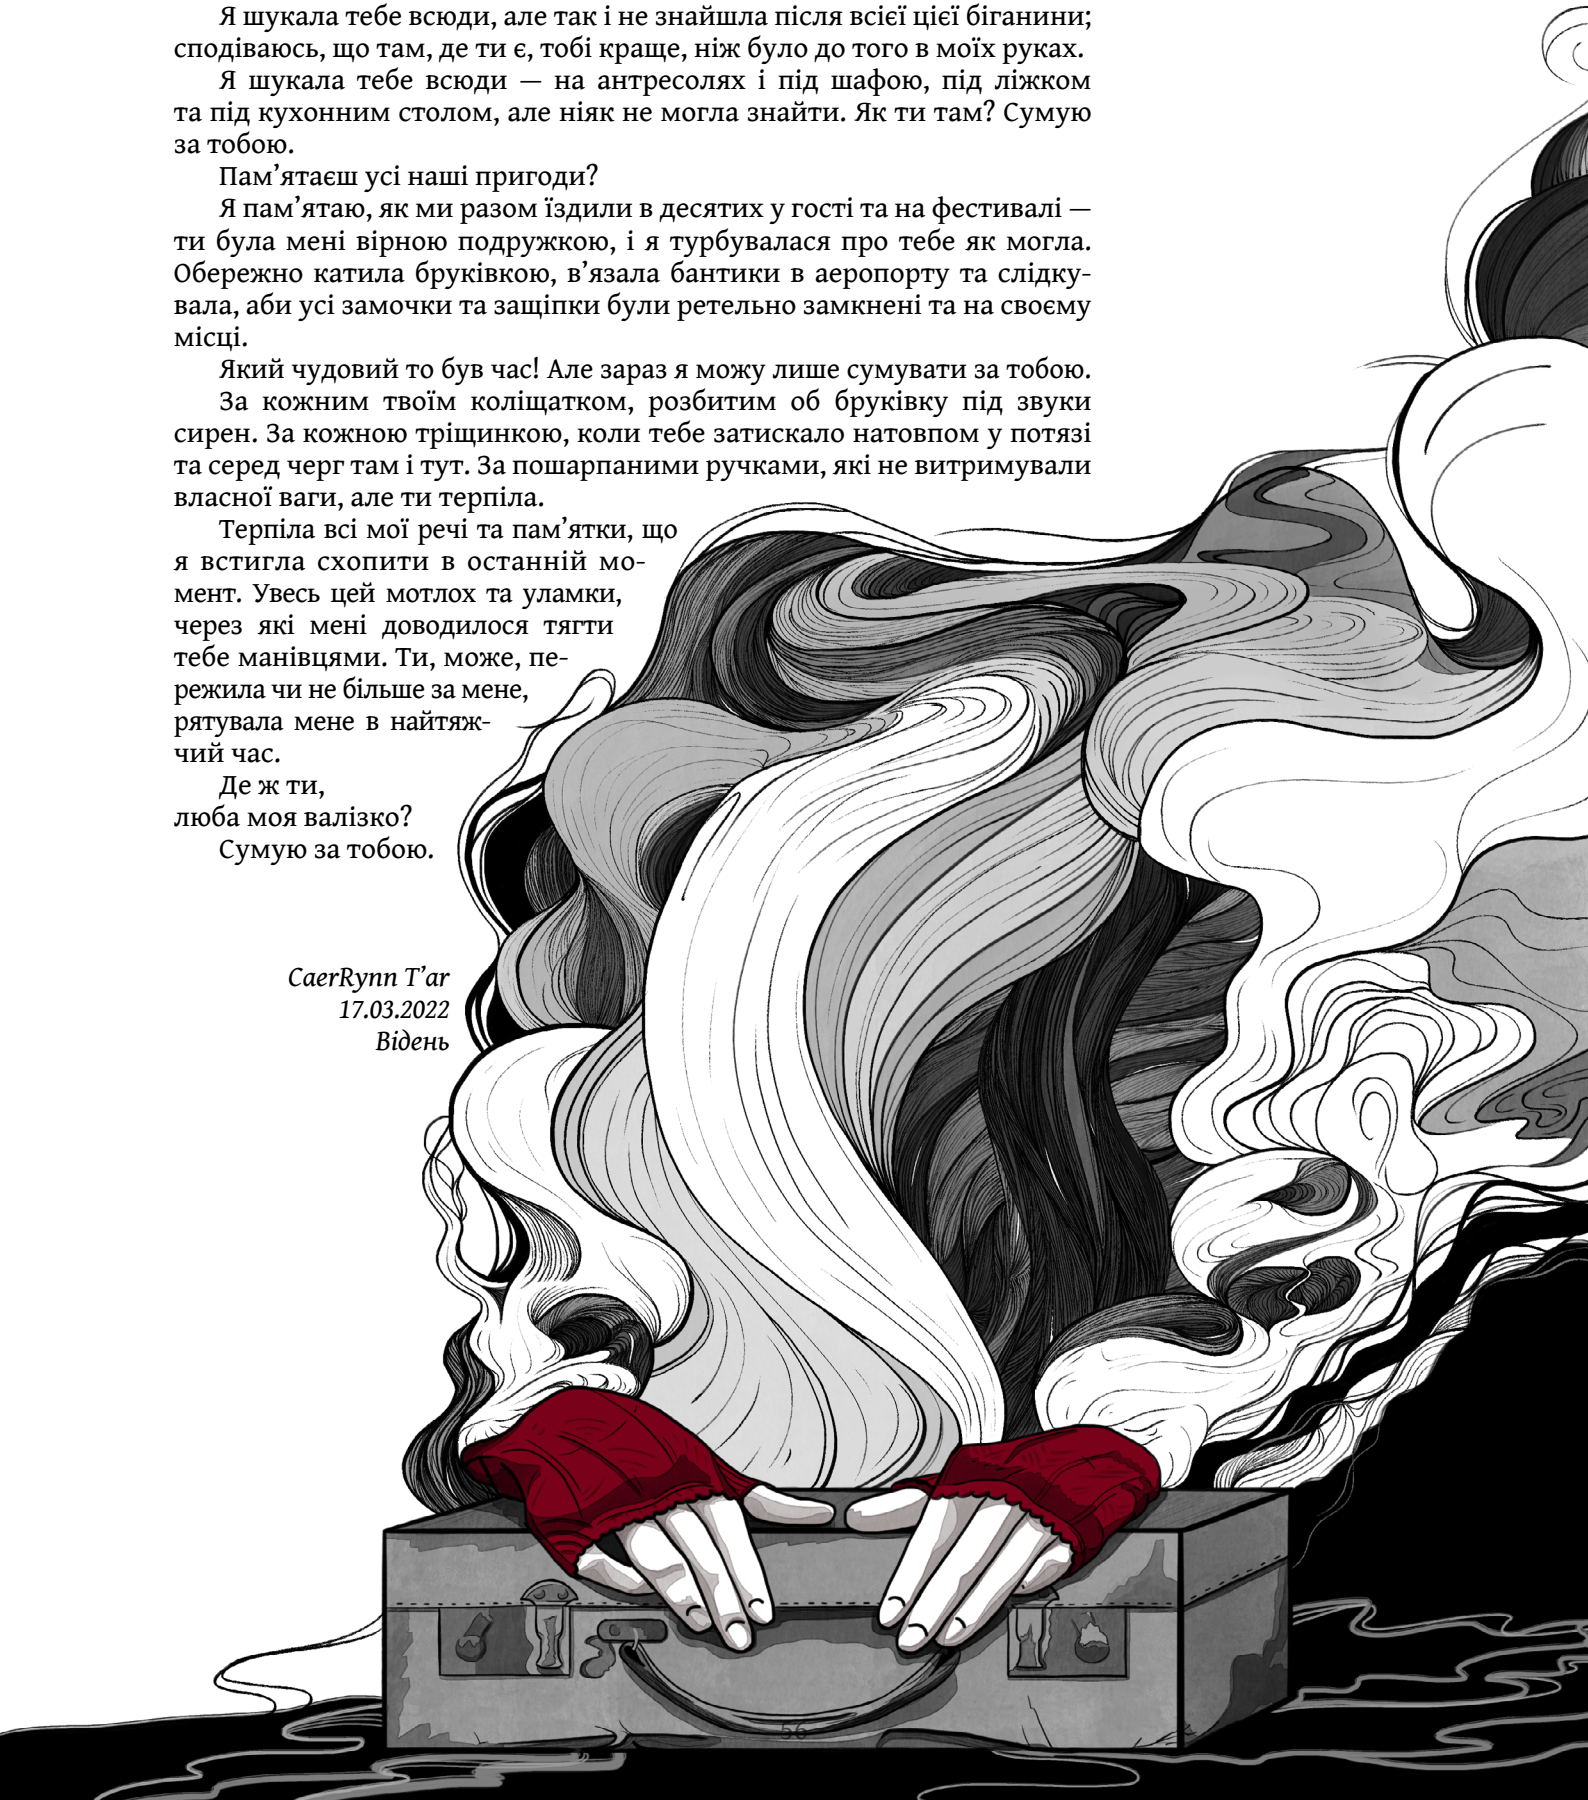 Я шукала тебе всюди, але так і не знайшла після всієї цієї біганини;
сподіваюсь, що там, де ти є, тобі краще, ніж було до того в моїх руках.
Я шукала тебе всюди — на антресолях і під шафою, під ліжком
та під кухонним столом, але ніяк не могла знайти. Як ти там? Сумую
за тобою.
Пам’ятаєш усі наші пригоди?
Я пам’ятаю, як ми разом їздили в десятих у гості та на фестивалі —
ти була мені вірною подружкою, і я турбувалася про тебе як могла.
Обережно катила бруківкою, в’язала бантики в аеропорту та слідку-
вала, аби усі замочки та защіпки були ретельно замкнені та на своєму
місці.
Який чудовий то був час! Але зараз я можу лише сумувати за тобою.
За кожним твоїм коліщатком, розбитим об бруківку під звуки
сирен. За кожною тріщинкою, коли тебе затискало натовпом у потязі
та серед черг там і тут. За пошарпаними ручками, які не витримували
власної ваги, але ти терпіла.
Терпіла всі мої речі та пам’ятки, що
я встигла схопити в останній мо-
мент. Увесь цей мотлох та уламки,
через які мені доводилося тягти
тебе манівцями. Ти, може, пе-
режила чи не більше за мене,
рятувала мене в найтяж-
чий час.
Де ж ти,
люба моя валізко?
Сумую за тобою.
CaerRynn T’ar
17.03.2022
Відень
56